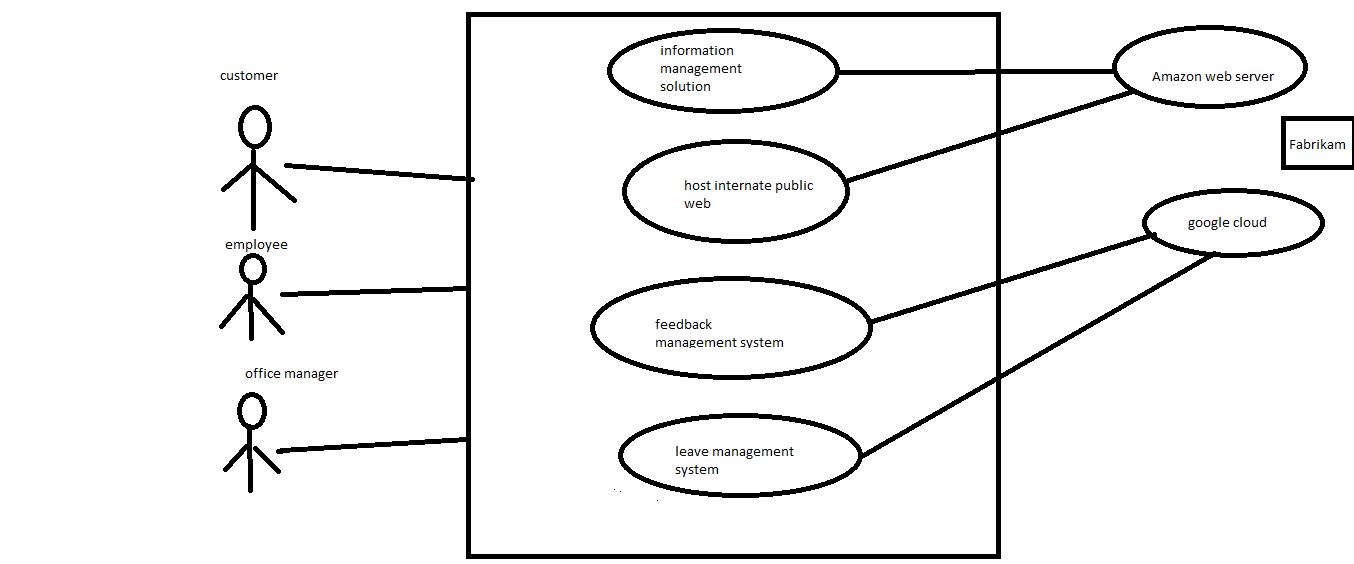 customer
employee
office manager
information
management
solution
host internate public
web
feedback
management system
leave management
system
Amazon web server
Fabrikam
google cloud